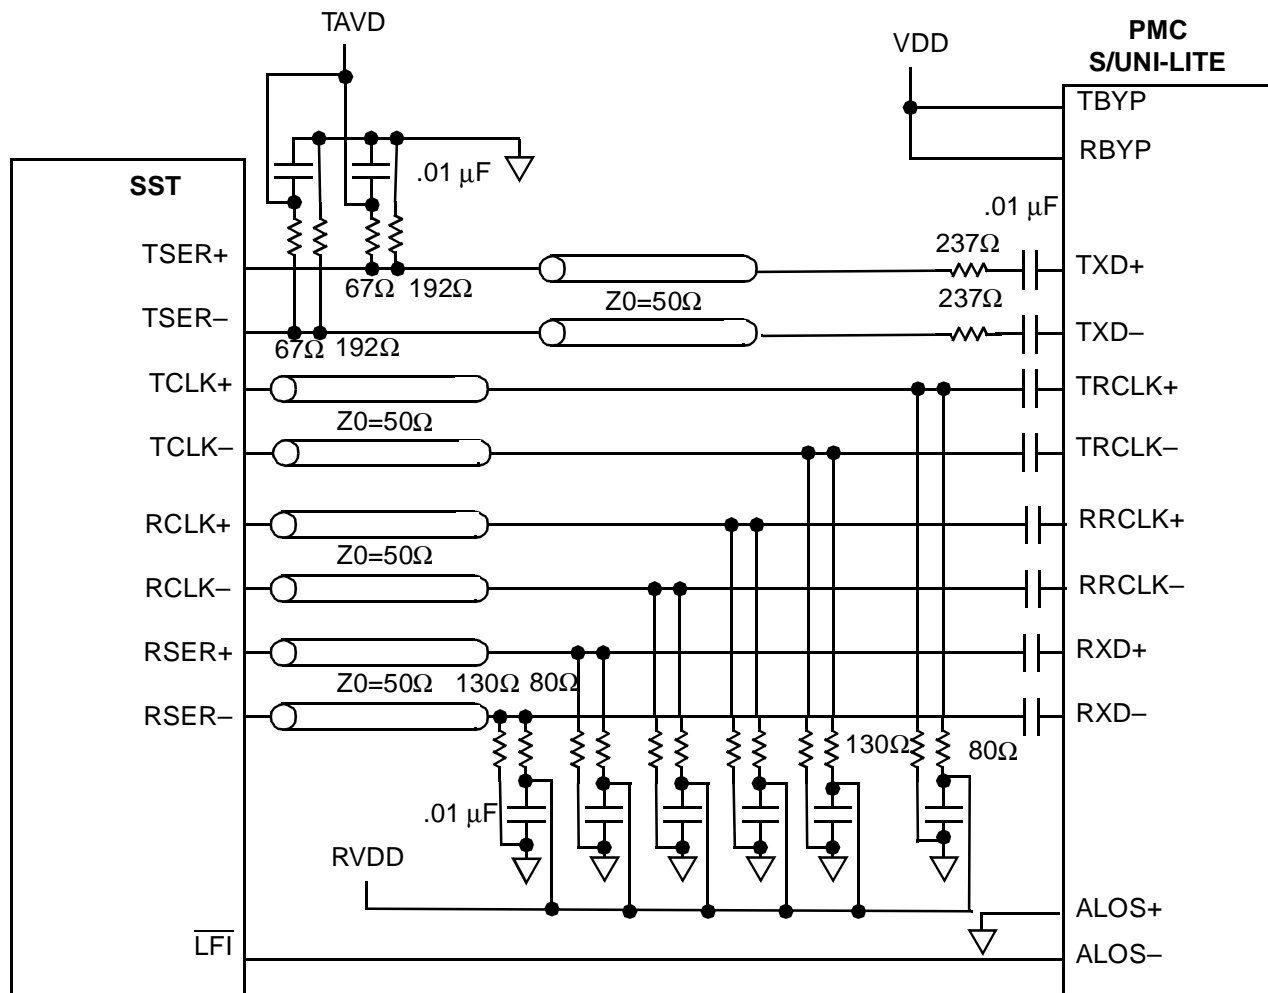 TAVD
VDD
PMC
S/UNI-LITE
TBYP
RBYP
.01 μF
SST
.01 μF
TSER+
237Ω
TXD+
67Ω 192Ω
Z0=50Ω
237Ω
TSER–
TXD–
67Ω 192Ω
TCLK+
TRCLK+
Z0=50Ω
TCLK–
TRCLK–
RCLK+
RRCLK+
Z0=50Ω
RCLK–
RRCLK–
RSER+
RXD+
Z0=50Ω 130Ω 80Ω
RSER–
RXD–
130Ω 80Ω
.01 μF
RVDD
ALOS+
LFI
ALOS–